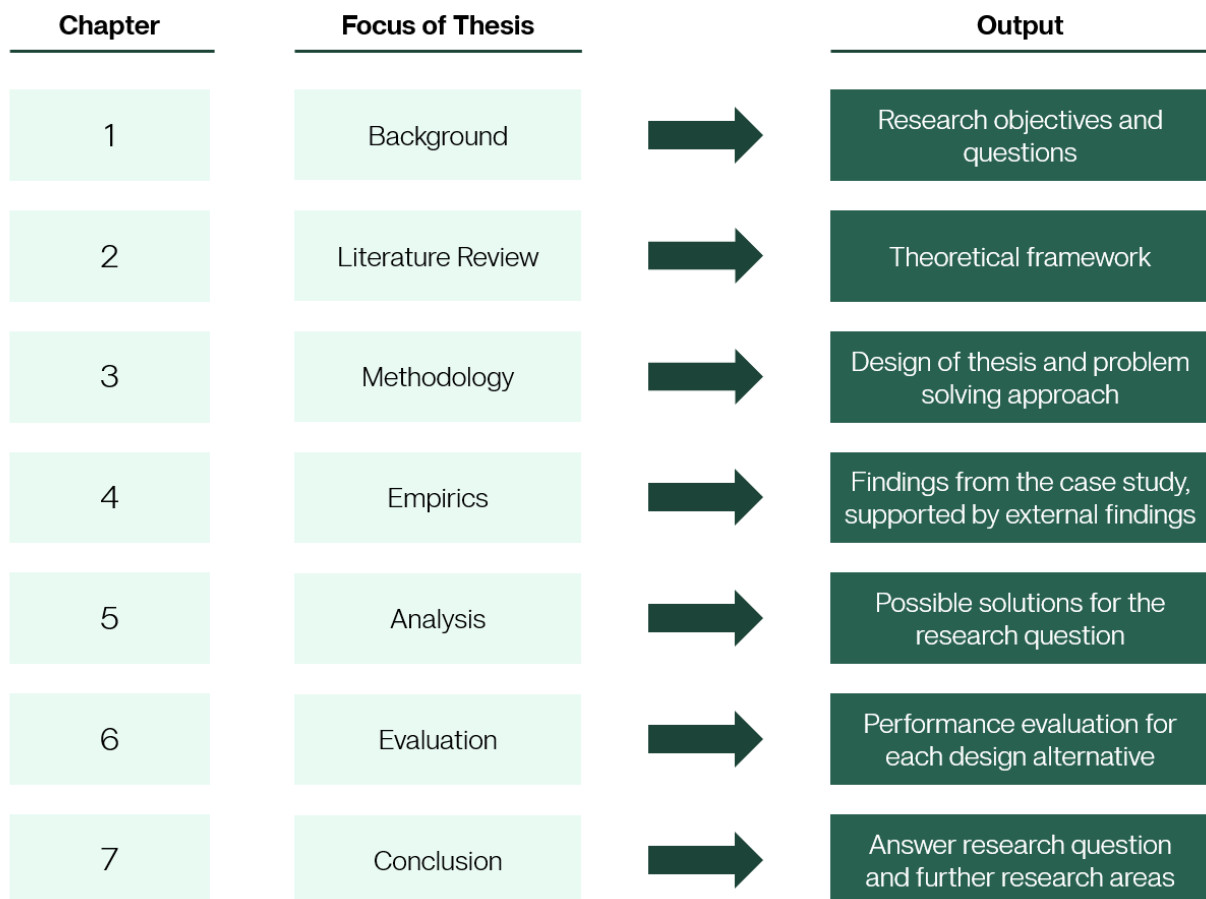 Chapter Focus of Thesis Output
1 Background Research objectives and
questions
2 Literature Review Theoretical framework
3 Methodology Design of thesis and problem
solving approach
4 Empirics Findings from the case study,
supported by external findings
5 Analysis Possible solutions for the
research question
6 Evaluation Performance evaluation for
each design alternative
7 Conclusion Answer research question
and further research areas